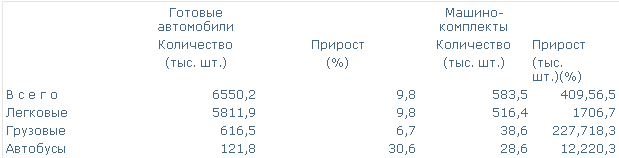 Готовые Машино-
автомобили комплекты
Количество Прирост Количество Прирост
(тыс. шт.) (%) (тыс. шт.) (тыс.
шт.)(%)
В с е г о 6550,2 9,8 583,5 409,56,5
Легковые 5811,9 9,8 516,4 1706,7
Грузовые 616,5 6,7 38,6 227,718,3
Автобусы 121,8 30,6 28,6 12,220,3